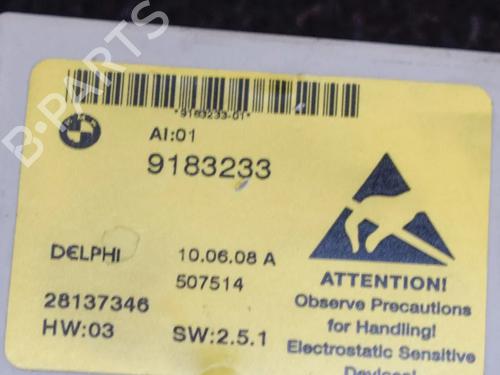 B-PARTS
*9183233-01*
AI:01
9183233
DELPHI
10.06.08 A
507514
28137346
HW:03
SW:2.5.1
ATTENTION!
Observe Precautions
for Handling!
Electrostatic Sensitive
Devices!